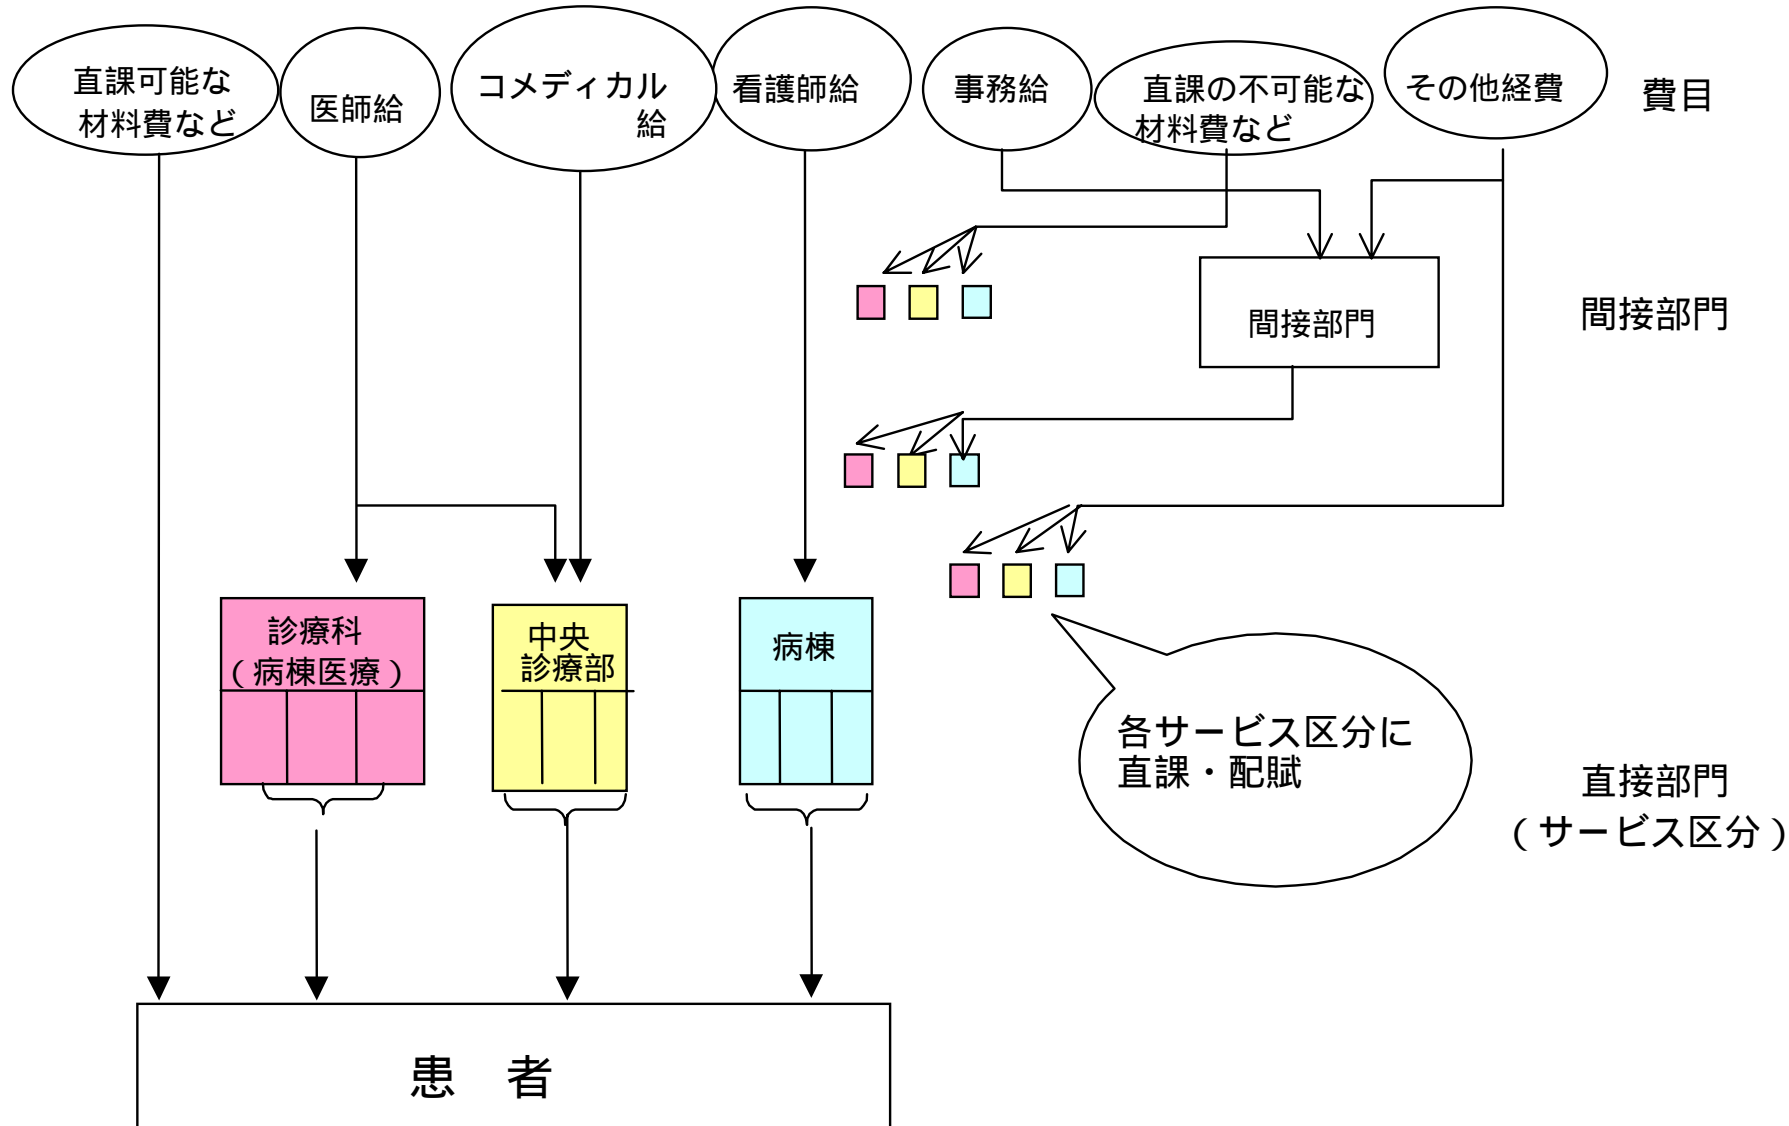 直課可能な
材料費など
医師給
コメディカル
給
看護師給
事務給
直課の不可能な
材料費など
その他経費
費目
間接部門
間接部門
診療科
（病棟医療）
中央
診療部
病棟
各サービス区分に
直課・配賦
直接部門
（サービス区分）
患　者